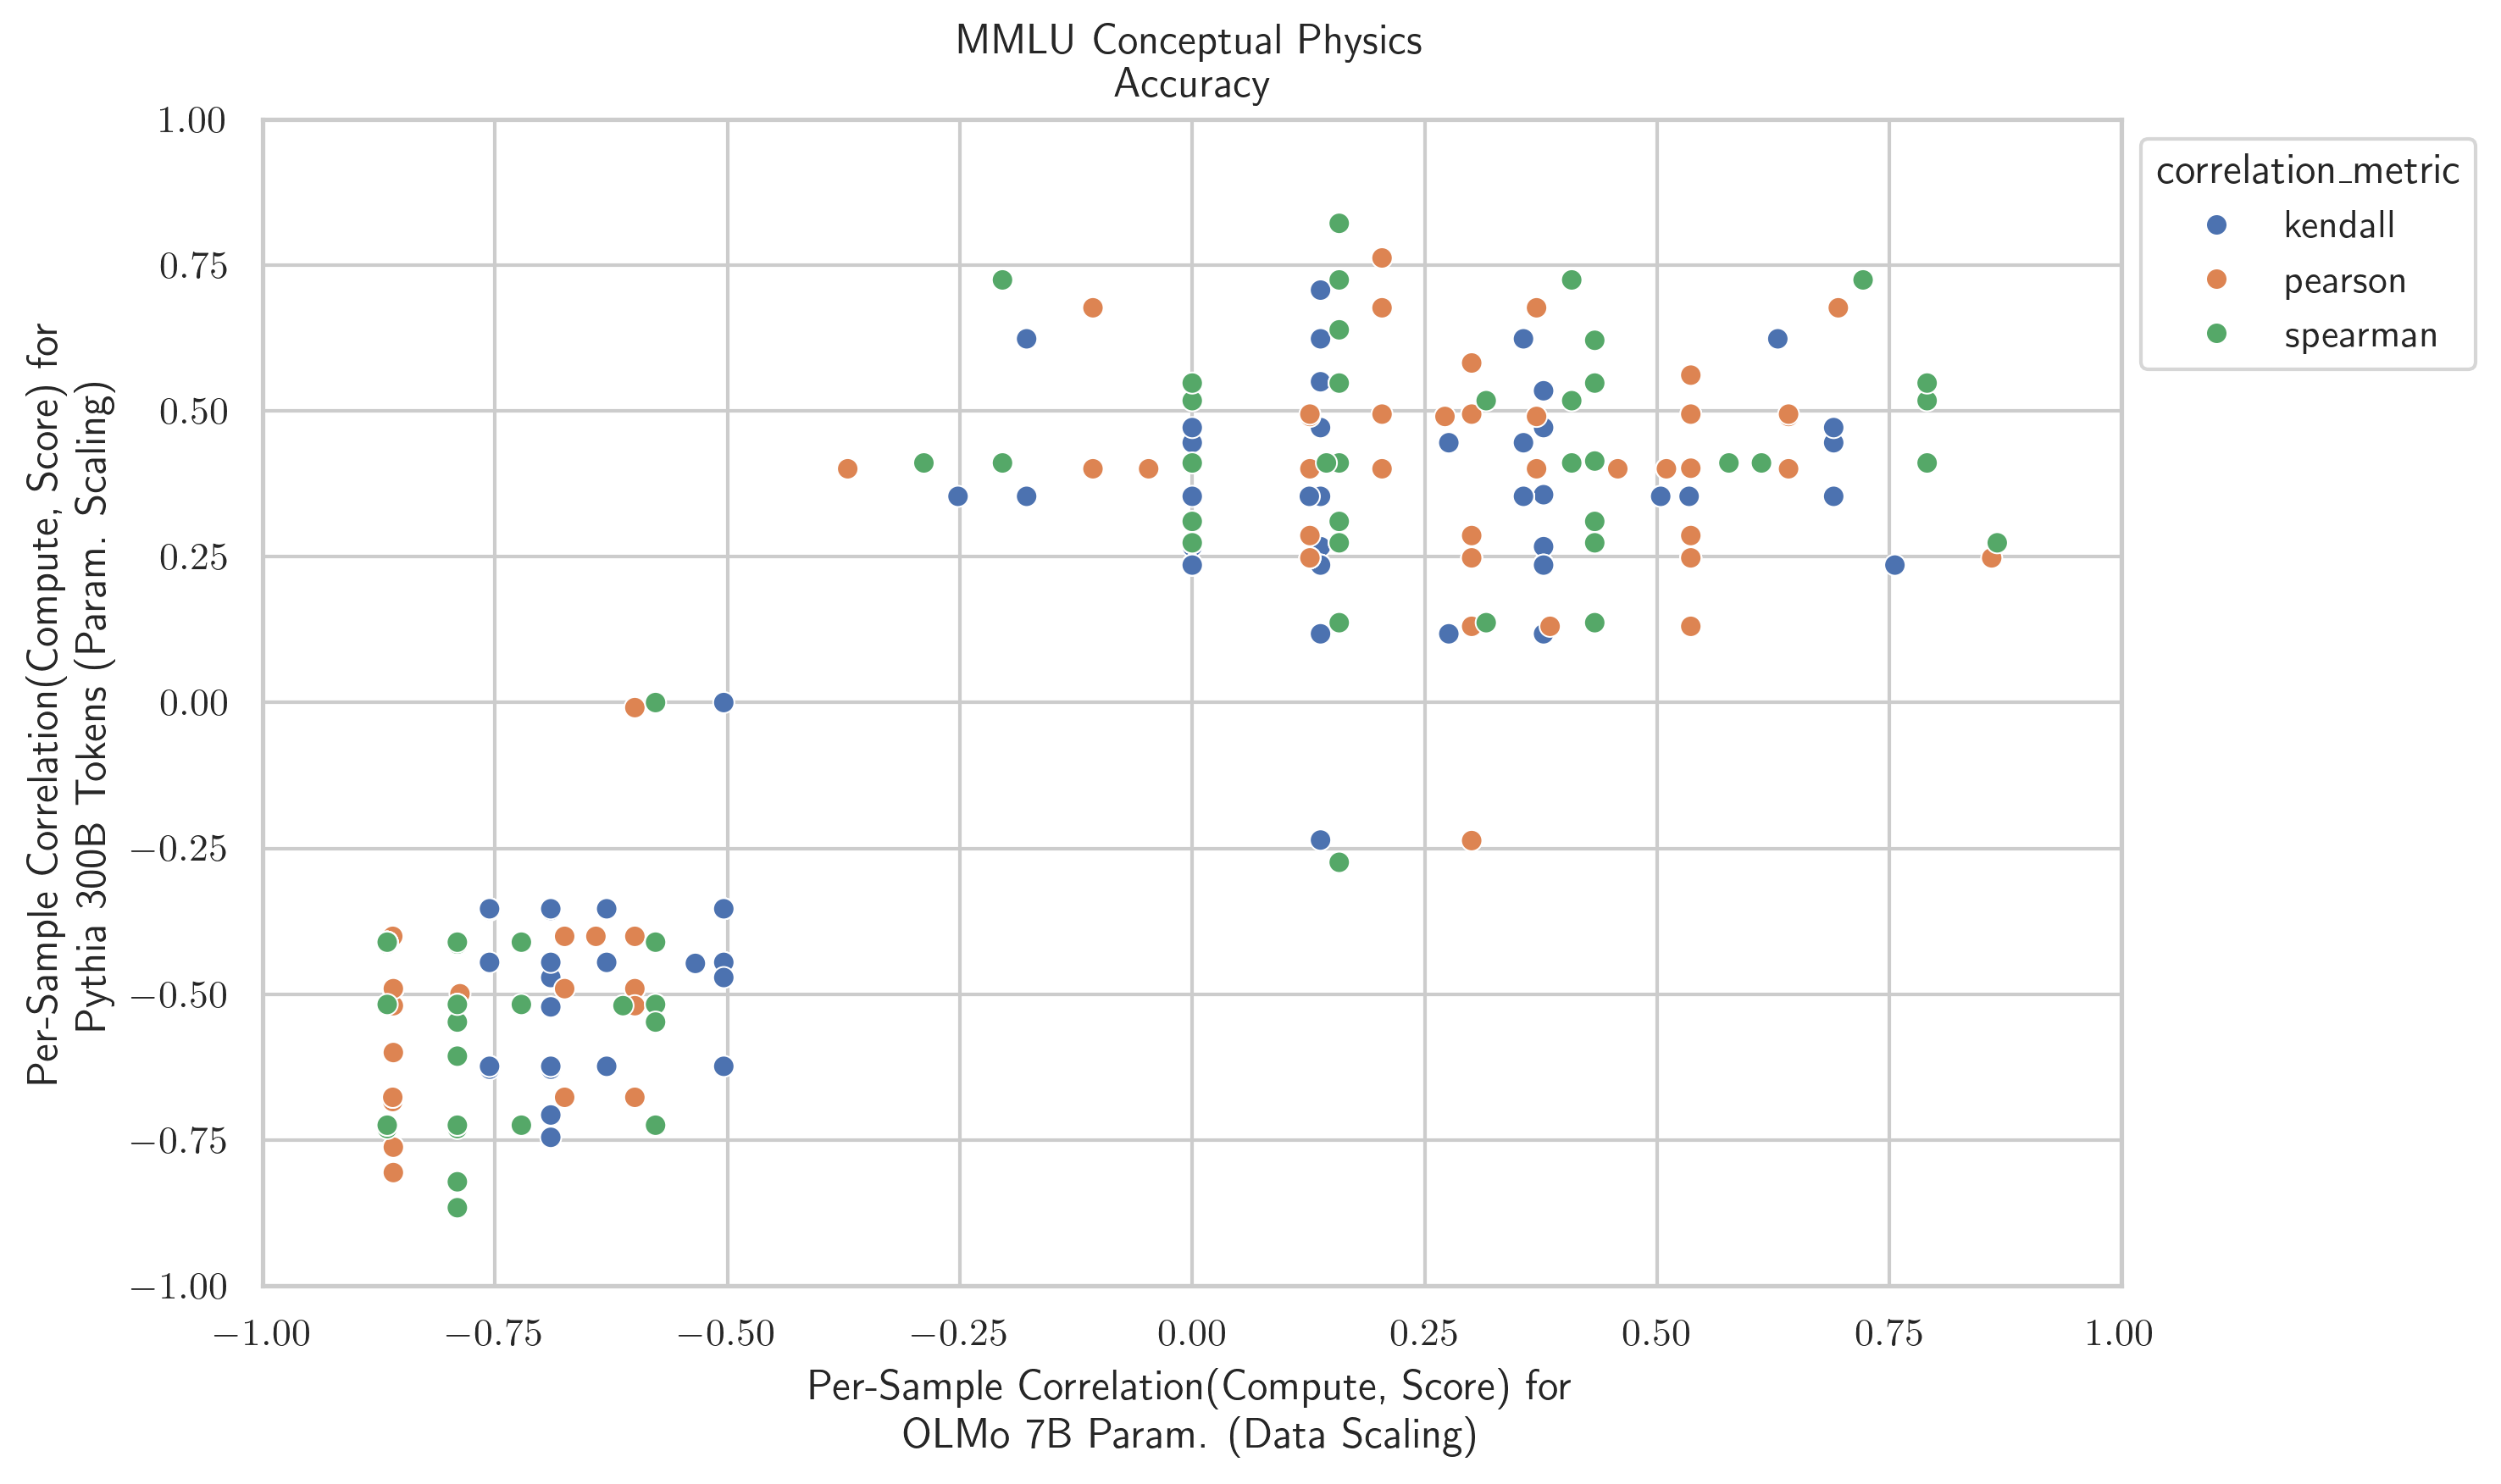 MMLU Conceptual Physics
Accuracy
Per-Sample Correlation(Compute, Score) for
Pythia 300B Tokens (Param. Scaling)
1.00
0.75
0.50
0.25
0.00
−0.25
−0.50
−0.75
−1.00
−1.00 −0.75 −0.50 −0.25 0.00 0.25 0.50 0.75 1.00
Per-Sample Correlation(Compute, Score) for
OLMo 7B Param. (Data Scaling)
correlation_metric
kendall
pearson
spearman